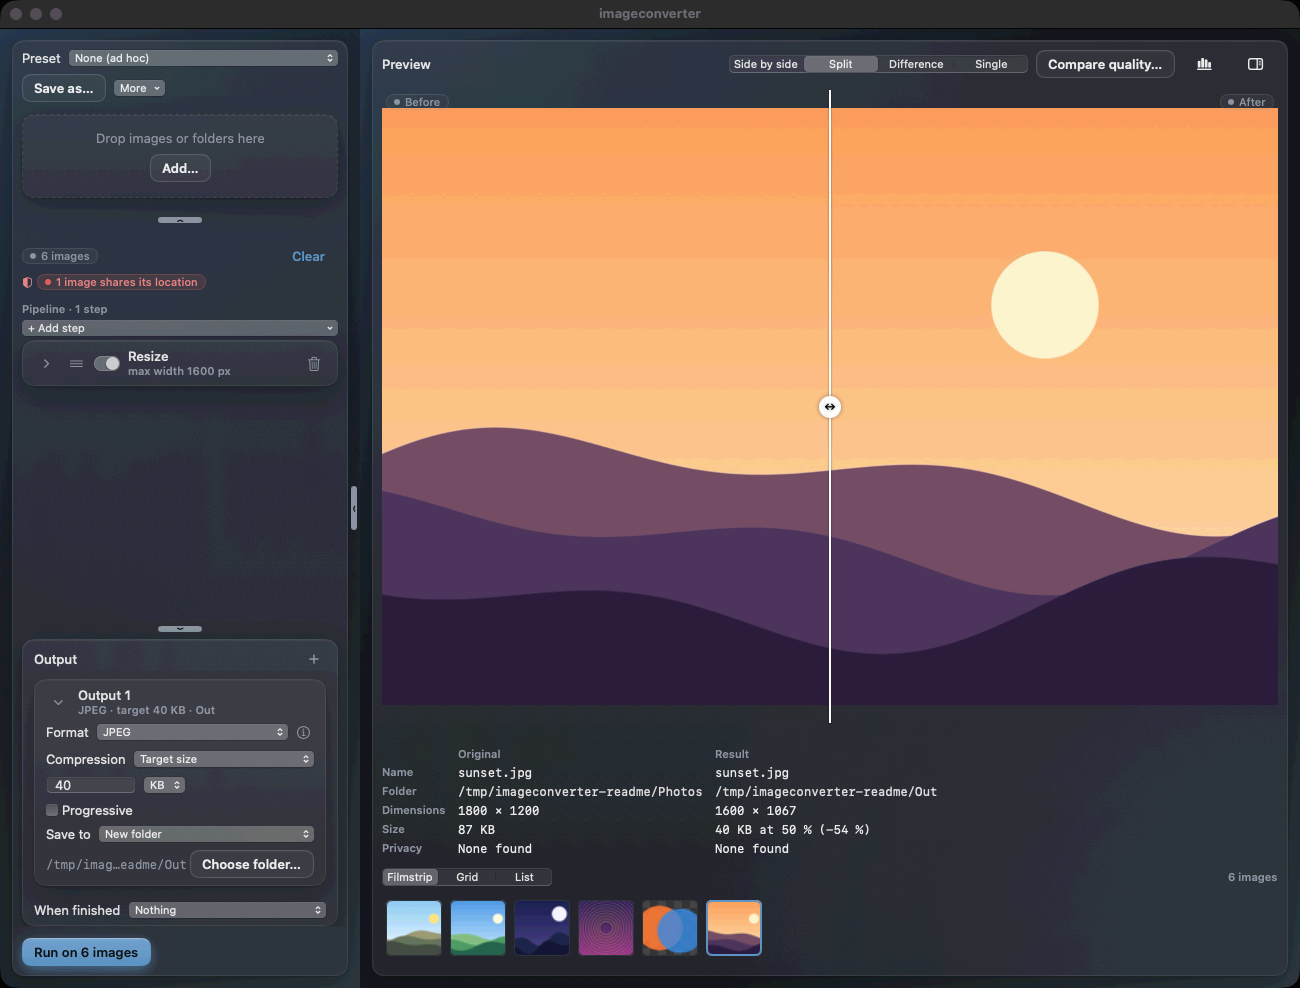 imageconverter
Preset
None (ad hoc)
Save as...
More
Drop images or folders here
Add...
6 images
Clear
1 image shares its location
Pipeline · 1 step
+ Add step
Resize
max width 1600 px
Output
+
Output 1
JPEG · target 40 KB · Out
Format
JPEG
Compression
Target size
40
KB
Progressive
Save to
New folder
/tmp/imag…eadme/Out
Choose folder...
When finished
Nothing
Run on 6 images
Preview
Side by side
Split
Difference
Single
Compare quality...
Before
After
Original
Result
Name
sunset.jpg
sunset.jpg
Folder
/tmp/imageconverter-readme/Photos
/tmp/imageconverter-readme/Out
Dimensions
1800 × 1200
1600 × 1067
Size
87 KB
40 KB at 50 % (−54 %)
Privacy
None found
None found
Filmstrip
Grid
List
6 images